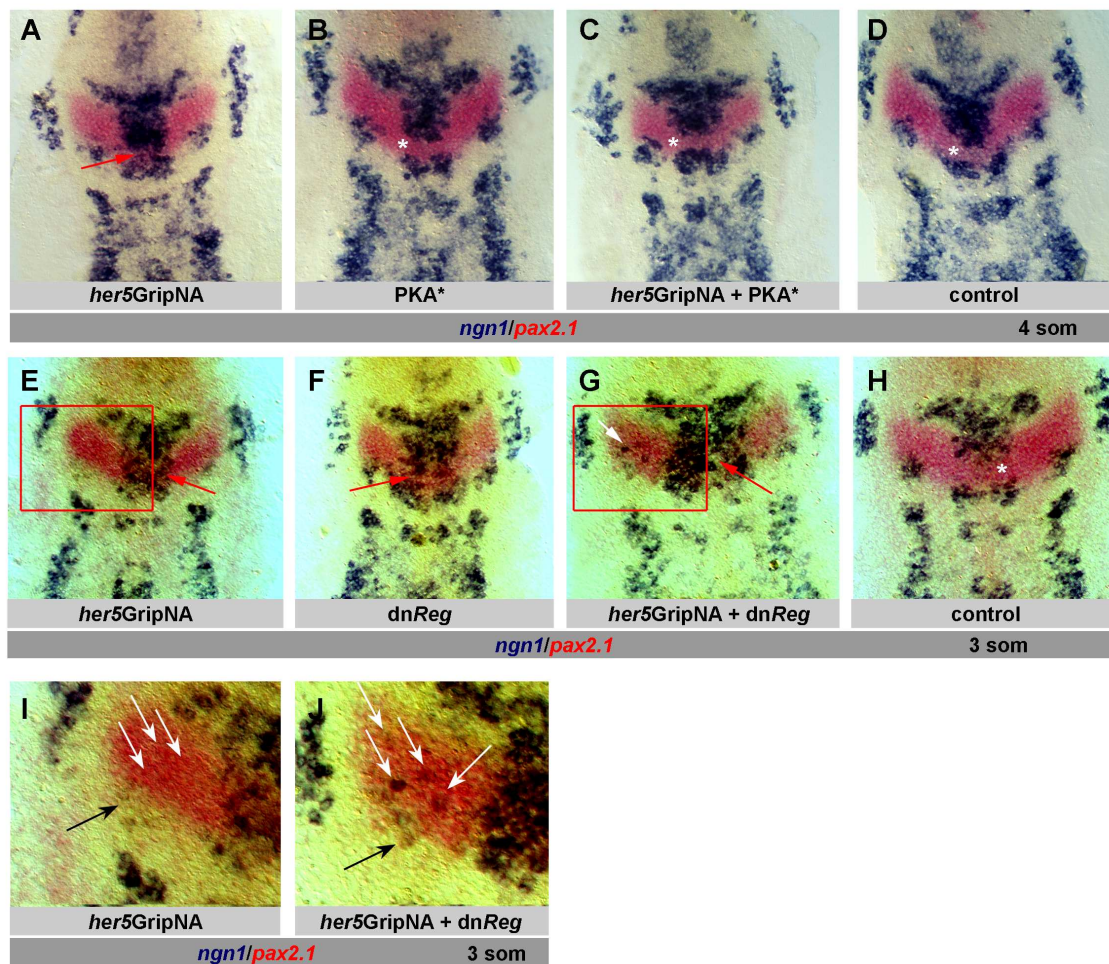 A B C D
her5GripNA PKA* her5GripNA + PKA* control
ngn1/pax2.1 4 som
E F G H
her5GripNA dnReg her5GripNA + dnReg control
ngn1/pax2.1 3 som
I J
her5GripNA her5GripNA + dnReg
ngn1/pax2.1 3 som